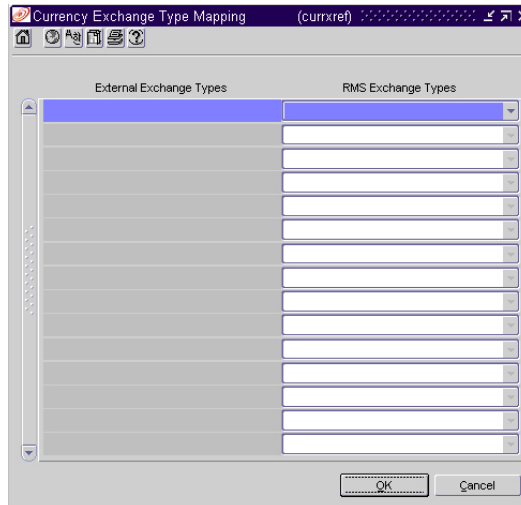 Currency Exchange Type Mapping (currxref)
External Exchange Types RMS Exchange Types
OK Cancel